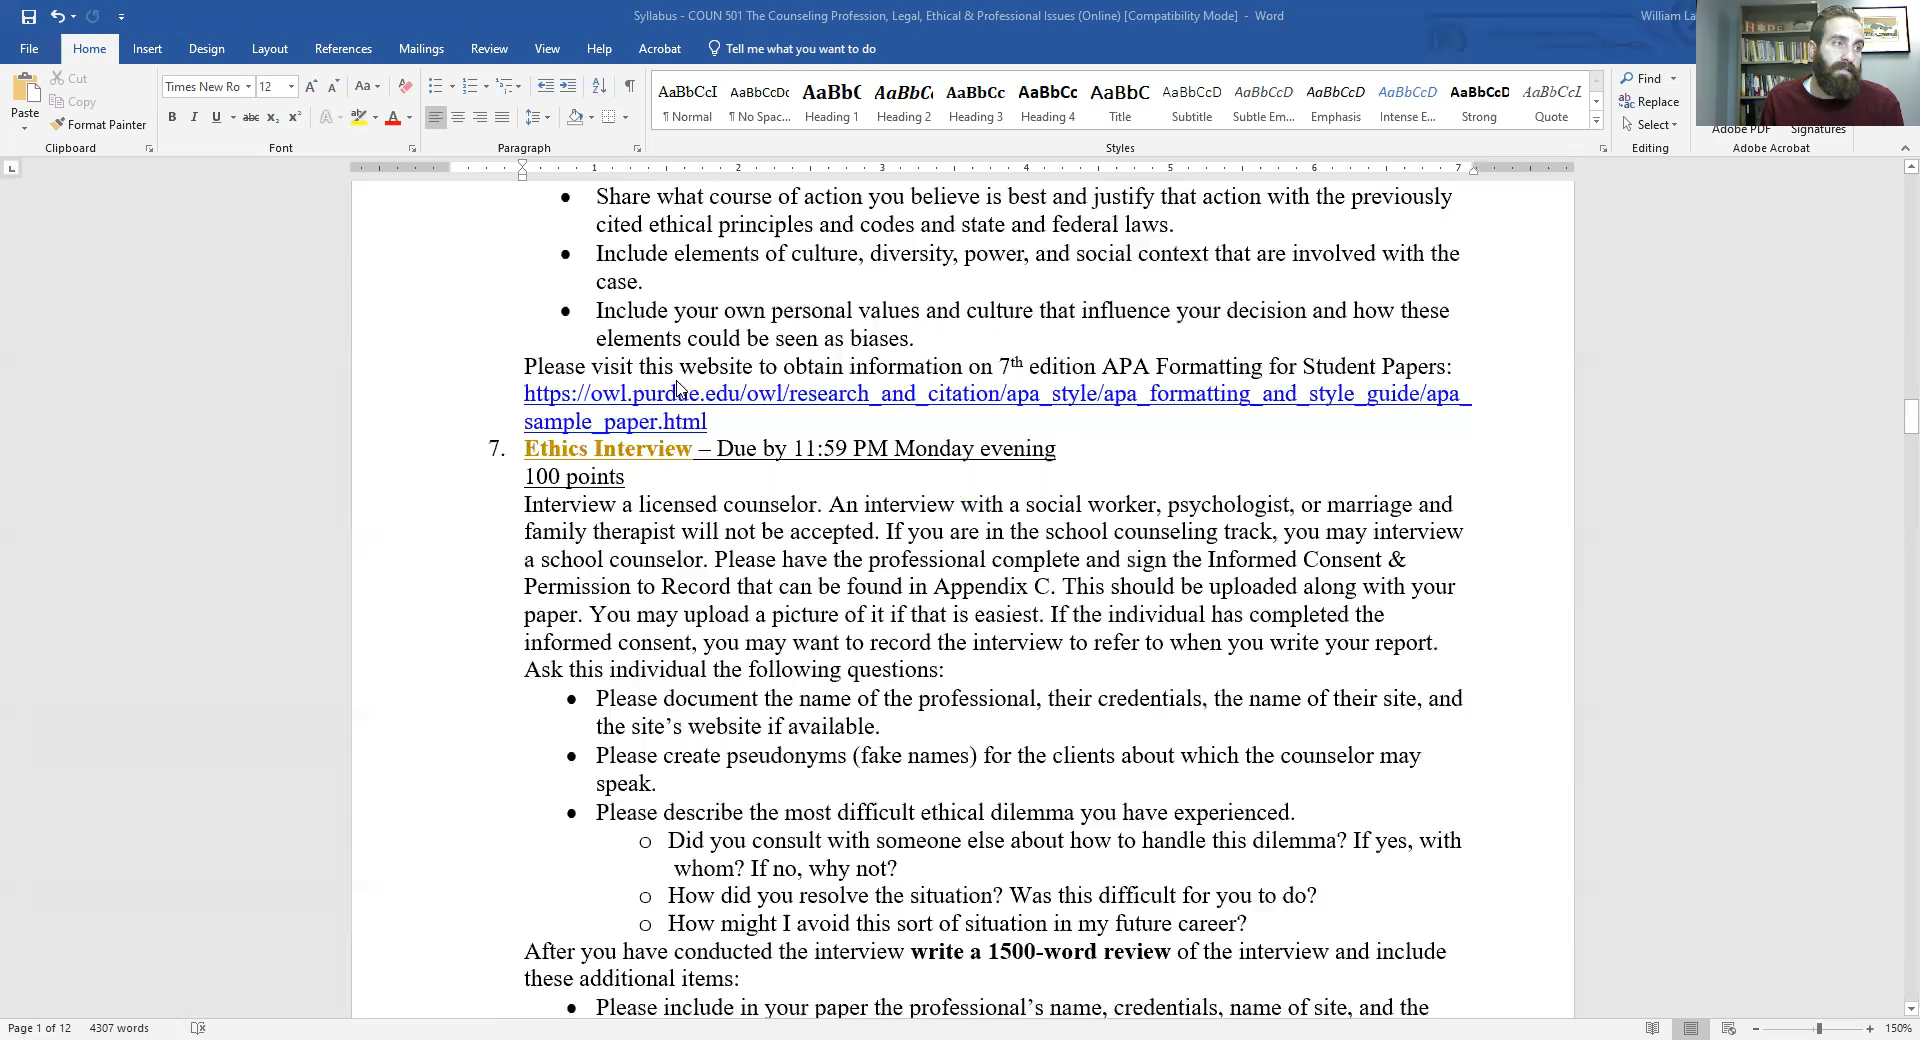 Syllabus - COUN 501 The Counseling Profession, Legal, Ethical & Professional Issues (Online) [Compatibility Mode] - Word
William La
File Home Insert Design Layout References Mailings Review View Help Acrobat Tell me what you want to do
Paste
Cut
Copy
Format Painter
Clipboard
Times New Ro 12
Font
Paragraph
AaBbCcI AaBbCcDc AaBbC AaBbC AaBbCc AaBbCc AaBbC AaBbCcD AaBbCcD AaBbCcD AaBbCcD AaBbCcD AaBbCcL
¶ Normal ¶ No Spac... Heading 1 Heading 2 Heading 3 Heading 4 Title Subtitle Subtle Em... Emphasis Intense E... Strong Quote
Styles
Find
Replace
Select
Editing
Adobe PDF Signatures
Adobe Acrobat
1 2 3 4 5 6 7
• Share what course of action you believe is best and justify that action with the previously
cited ethical principles and codes and state and federal laws.
• Include elements of culture, diversity, power, and social context that are involved with the
case.
• Include your own personal values and culture that influence your decision and how these
elements could be seen as biases.
Please visit this website to obtain information on 7th edition APA Formatting for Student Papers:
https://owl.purdue.edu/owl/research_and_citation/apa_style/apa_formatting_and_style_guide/apa_
sample_paper.html
7. Ethics Interview – Due by 11:59 PM Monday evening
100 points
Interview a licensed counselor. An interview with a social worker, psychologist, or marriage and
family therapist will not be accepted. If you are in the school counseling track, you may interview
a school counselor. Please have the professional complete and sign the Informed Consent &
Permission to Record that can be found in Appendix C. This should be uploaded along with your
paper. You may upload a picture of it if that is easiest. If the individual has completed the
informed consent, you may want to record the interview to refer to when you write your report.
Ask this individual the following questions:
• Please document the name of the professional, their credentials, the name of their site, and
the site's website if available.
• Please create pseudonyms (fake names) for the clients about which the counselor may
speak.
• Please describe the most difficult ethical dilemma you have experienced.
o Did you consult with someone else about how to handle this dilemma? If yes, with
whom? If no, why not?
o How did you resolve the situation? Was this difficult for you to do?
o How might I avoid this sort of situation in my future career?
After you have conducted the interview write a 1500-word review of the interview and include
these additional items:
• Please include in your paper the professional's name, credentials, name of site, and the
Page 1 of 12 4307 words
150%